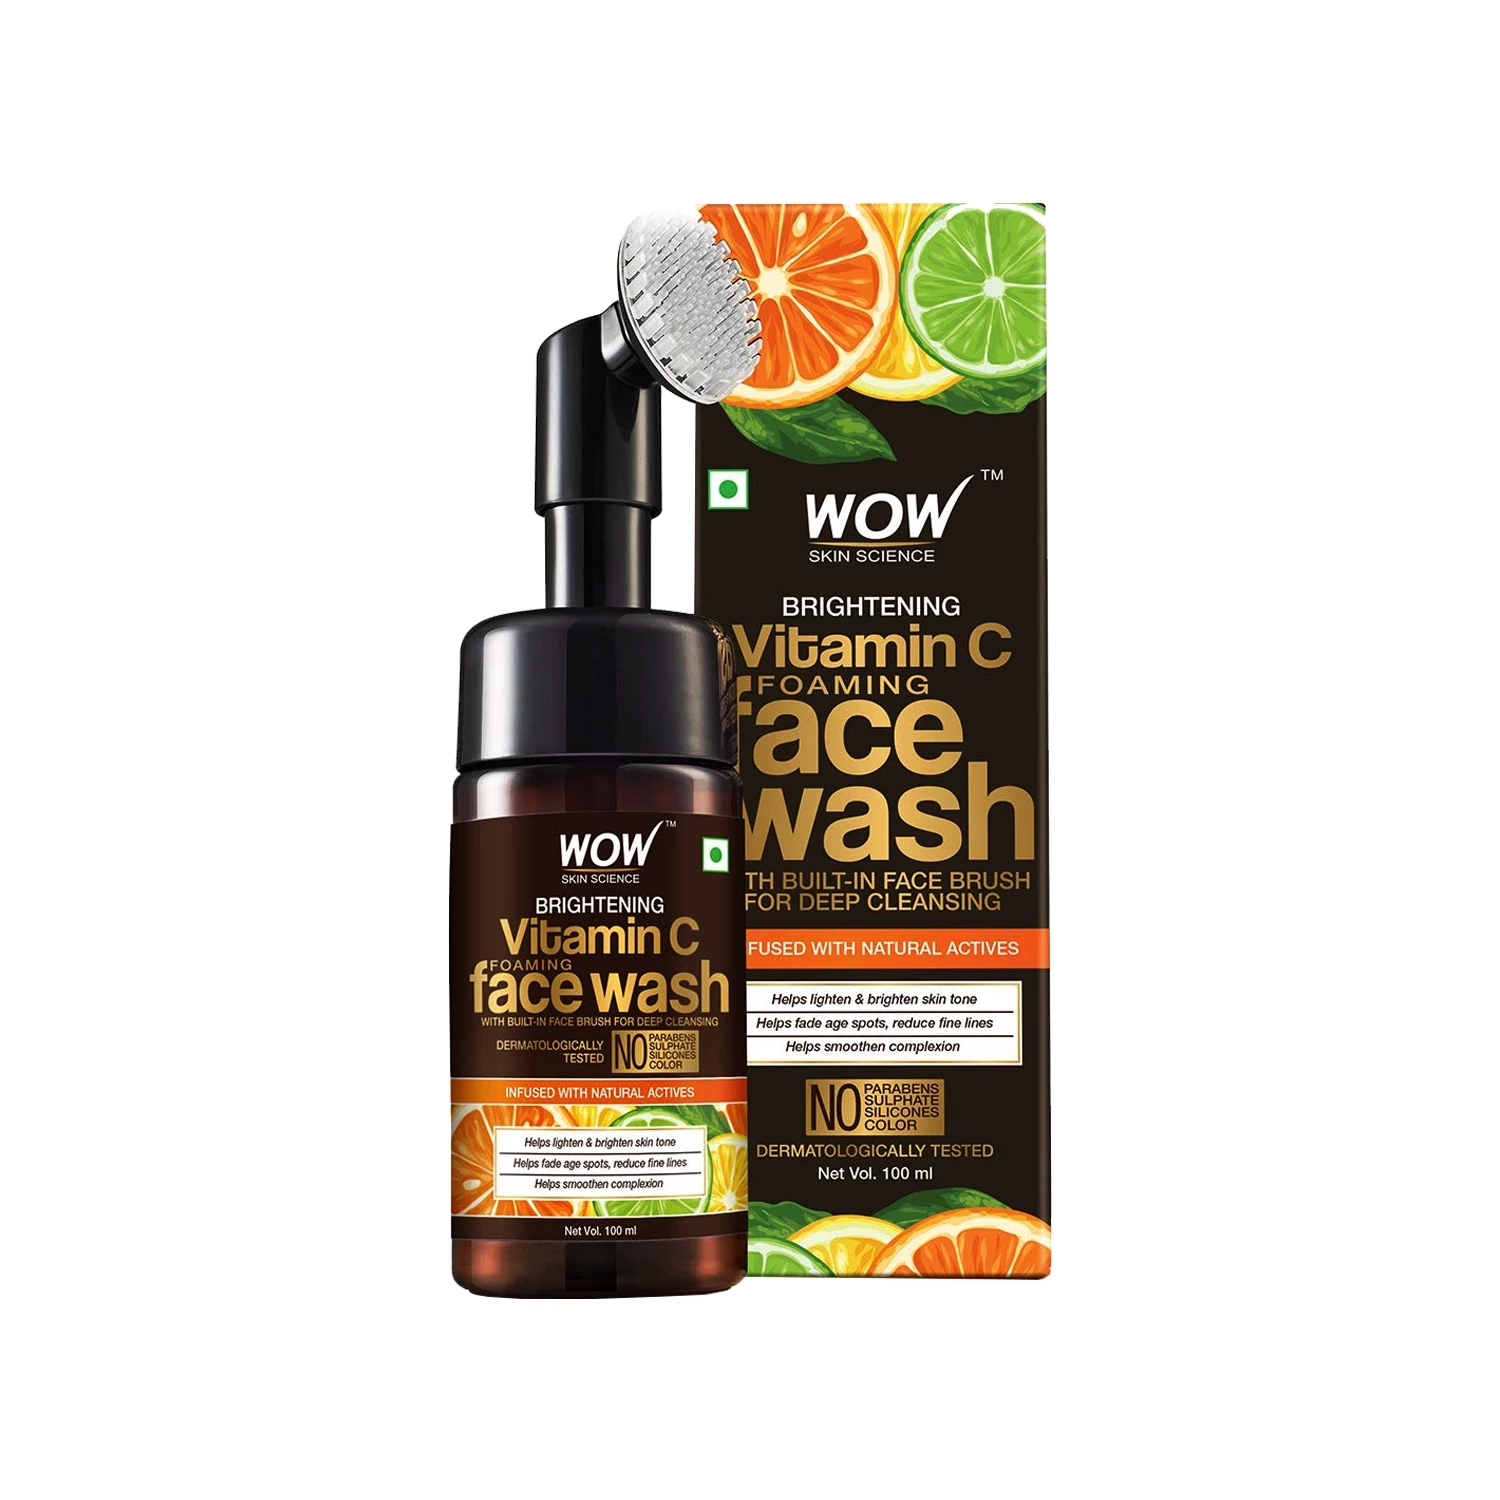 WOW™
SKIN SCIENCE
BRIGHTENING
Vitamin C
FOAMING
face wash
WITH BUILT-IN FACE BRUSH FOR DEEP CLEANSING
DERMATOLOGICALLY
TESTED
NO PARABENS
SULPHATE
SILICONES
COLOR
INFUSED WITH NATURAL ACTIVES
Helps lighten & brighten skin tone
Helps fade age spots, reduce fine lines
Helps smoothen complexion
Net Vol. 100 ml
WOW™
SKIN SCIENCE
BRIGHTENING
Vitamin C
FOAMING
face
wash
TH BUILT-IN FACE BRUSH
FOR DEEP CLEANSING
FUSED WITH NATURAL ACTIVES
Helps lighten & brighten skin tone
Helps fade age spots, reduce fine lines
Helps smoothen complexion
NO PARABENS
SULPHATE
SILICONES
COLOR
DERMATOLOGICALLY TESTED
Net Vol. 100 ml